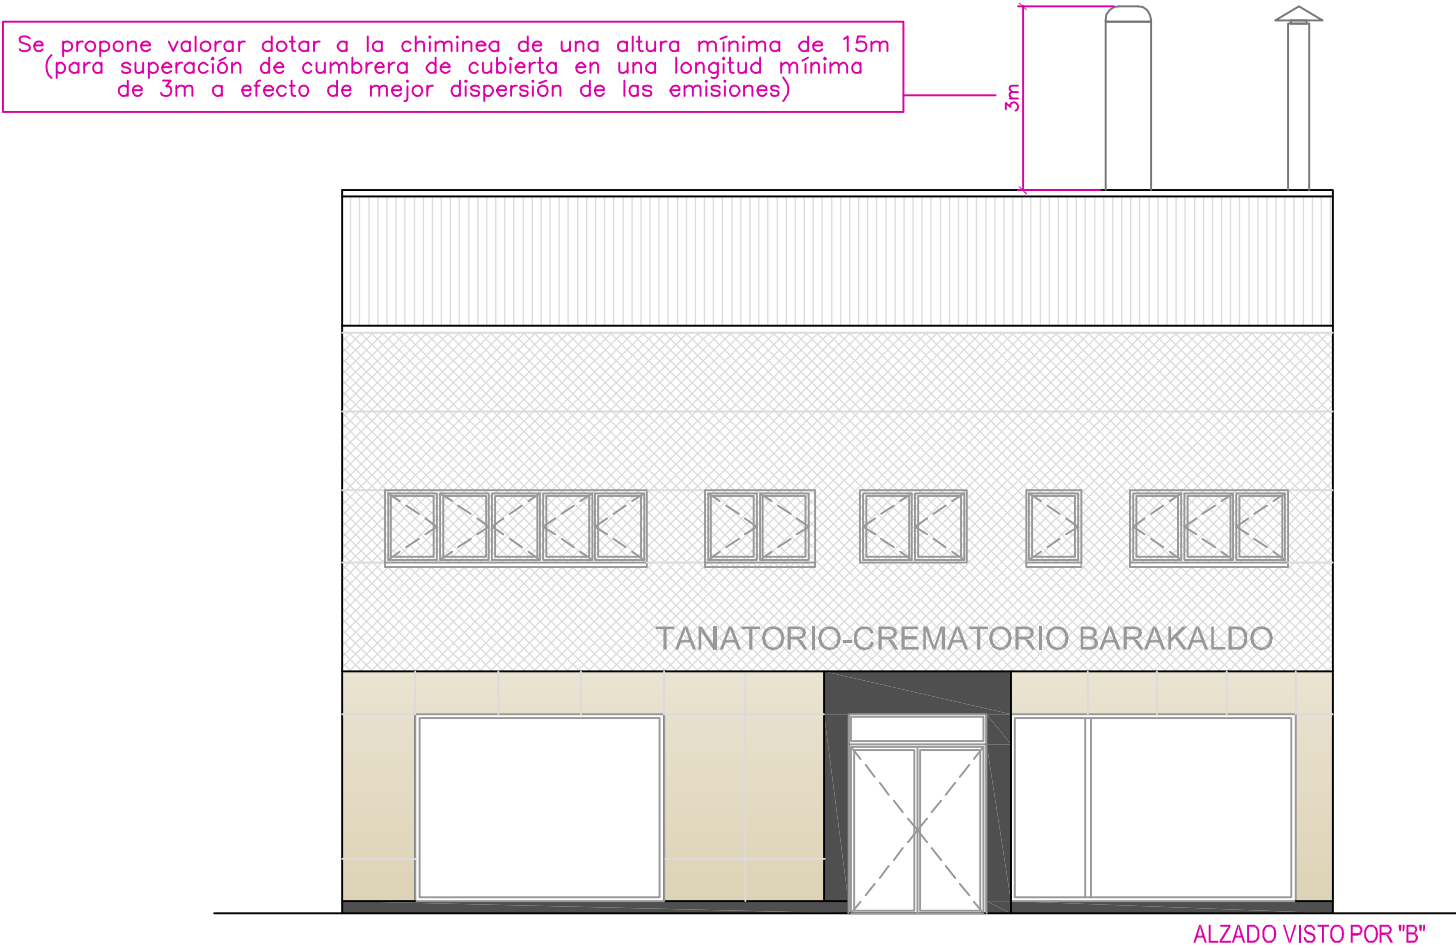 Se propone valorar dotar a la chiminea de una altura mínima de 15m
(para superación de cumbrera de cubierta en una longitud mínima
de 3m a efecto de mejor dispersión de las emisiones)
3m
TANATORIO-CREMATORIO BARAKALDO
ALZADO VISTO POR "B"